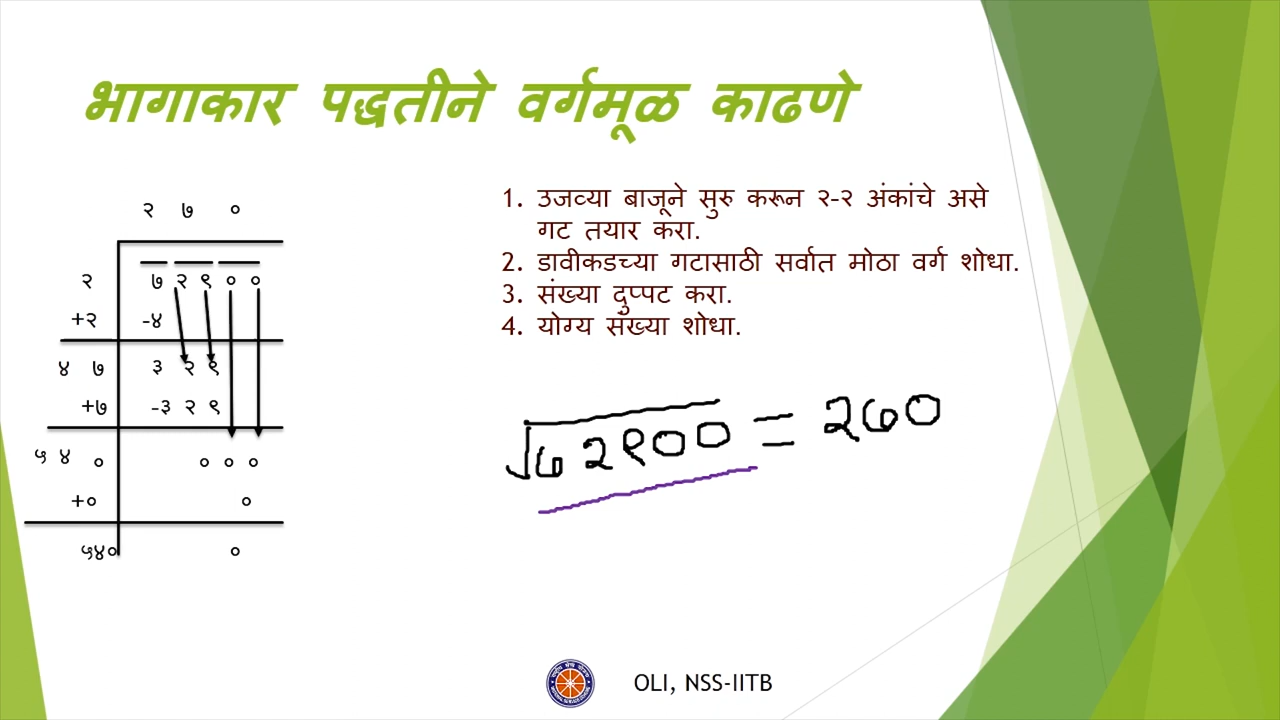 भागाकार पद्धतीने वर्गमूळ काढणे
२ ७ ०
२ ७ २ ९ ० ०
+२ -४
४ ७ ३ २ ९
+७ -३ २ ९
५ ४ ० ० ० ०
+० ०
५४० ०
1. उजव्या बाजूने सुरु करून २-२ अंकांचे असे
गट तयार करा.
2. डावीकडच्या गटासाठी सर्वात मोठा वर्ग शोधा.
3. संख्या दुप्पट करा.
4. योग्य संख्या शोधा.
√७२९०० = २७०
OLI, NSS-IITB